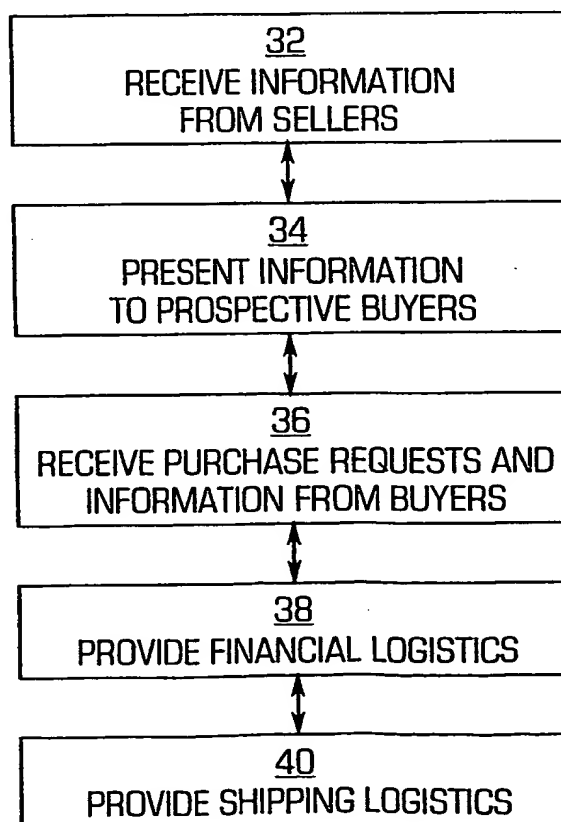 32
RECEIVE INFORMATION
FROM SELLERS
34
PRESENT INFORMATION
TO PROSPECTIVE BUYERS
36
RECEIVE PURCHASE REQUESTS AND
INFORMATION FROM BUYERS
38
PROVIDE FINANCIAL LOGISTICS
40
PROVIDE SHIPPING LOGISTICS